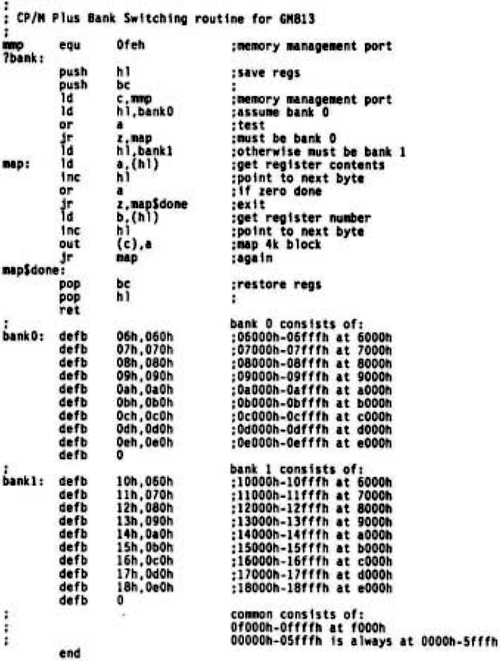 ;
; CP/M Plus Bank Switching routine for GM813
;
mmp     equ     0feh            ;memory management port
?bank:
        push    hl              ;save regs
        push    bc              ;
        ld      c,mmp           ;memory management port
        ld      hl,bank0        ;assume bank 0
        or      a               ;test
        jr      z,map           ;must be bank 0
        ld      hl,bank1        ;otherwise must be bank 1
map:    ld      a,(hl)          ;get register contents
        inc     hl              ;point to next byte
        or      a               ;if zero done
        jr      z,map$done      ;exit
        ld      b,(hl)          ;get register number
        inc     hl              ;point to next byte
        out     (c),a           ;map 4k block
        jr      map             ;again
map$done:
        pop     bc              ;restore regs
        pop     hl              ;
        ret
;                               bank 0 consists of:
bank0:  defb    06h,060h        ;06000h-06fffh at 6000h
        defb    07h,070h        ;07000h-07fffh at 7000h
        defb    08h,080h        ;08000h-08fffh at 8000h
        defb    09h,090h        ;09000h-09fffh at 9000h
        defb    0ah,0a0h        ;0a000h-0afffh at a000h
        defb    0bh,0b0h        ;0b000h-0bfffh at b000h
        defb    0ch,0c0h        ;0c000h-0cfffh at c000h
        defb    0dh,0d0h        ;0d000h-0dfffh at d000h
        defb    0eh,0e0h        ;0e000h-0efffh at e000h
        defb    0
;                               bank 1 consists of:
bank1:  defb    10h,060h        ;10000h-10fffh at 6000h
        defb    11h,070h        ;11000h-11fffh at 7000h
        defb    12h,080h        ;12000h-12fffh at 8000h
        defb    13h,090h        ;13000h-13fffh at 9000h
        defb    14h,0a0h        ;14000h-14fffh at a000h
        defb    15h,0b0h        ;15000h-15fffh at b000h
        defb    16h,0c0h        ;16000h-16fffh at c000h
        defb    17h,0d0h        ;17000h-17fffh at d000h
        defb    18h,0e0h        ;18000h-18fffh at e000h
        defb    0
;                               common consists of:
;                               0f000h-0ffffh at f000h
;                               00000h-05fffh is always at 0000h-5fffh
        end